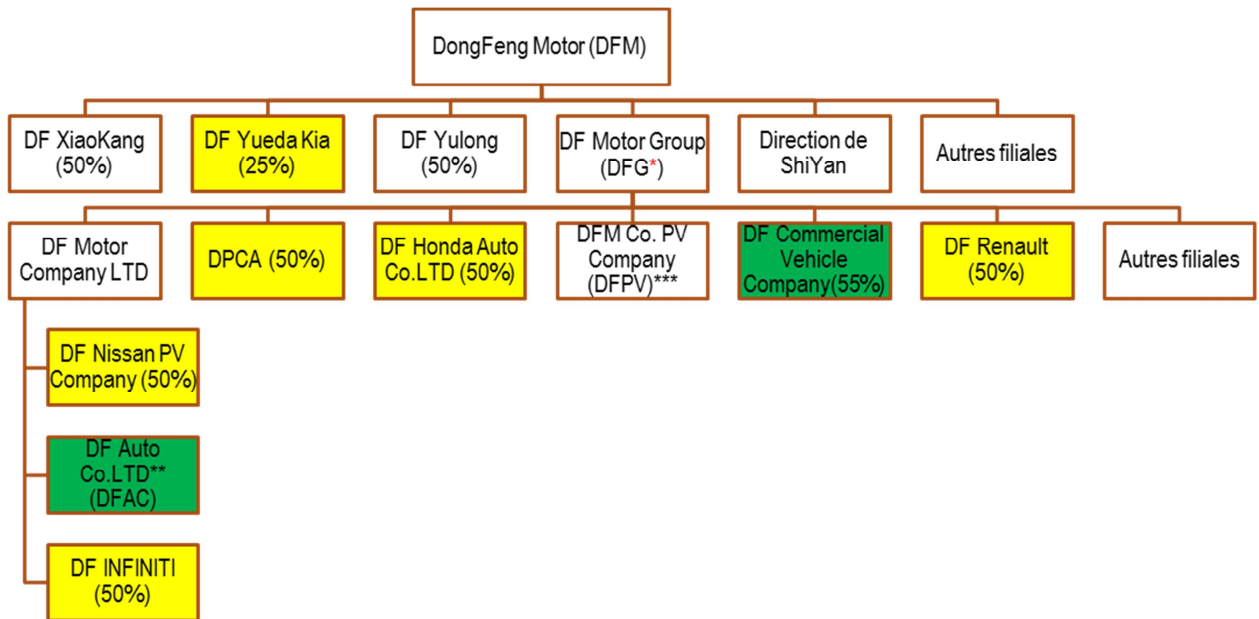 DongFeng Motor (DFM)
DF XiaoKang
(50%)
DF Yueda Kia
(25%)
DF Yulong
(50%)
DF Motor Group
(DFG*)
Direction de
ShiYan
Autres filiales
DF Motor
Company LTD
DPCA (50%)
DF Honda Auto
Co.LTD (50%)
DFM Co. PV
Company
(DFPV)***
DF Commercial
Vehicle
Company(55%)
DF Renault
(50%)
Autres filiales
DF Nissan PV
Company (50%)
DF Auto
Co.LTD**
(DFAC)
DF INFINITI
(50%)